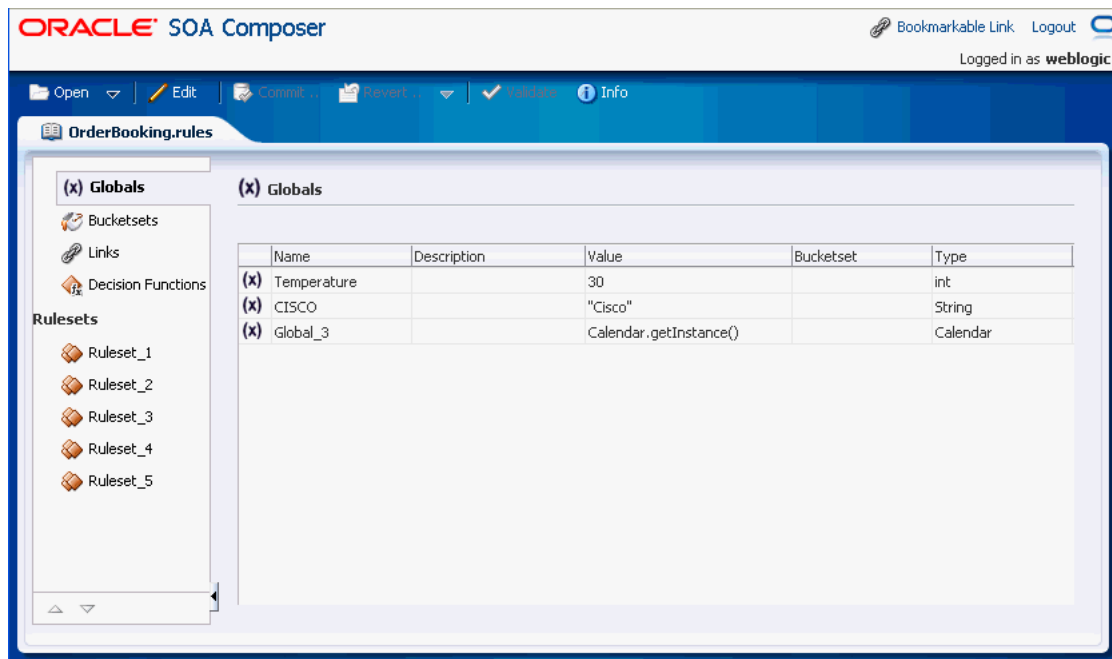 ORACLE SOA Composer
Bookmarkable Link Logout
Logged in as weblogic
Open Edit Commit .. Revert .. Validate Info
OrderBooking.rules
(x) Globals
Bucketsets
Links
Decision Functions
Rulesets
Ruleset_1
Ruleset_2
Ruleset_3
Ruleset_4
Ruleset_5
(x) Globals
Name Description Value Bucketset Type
(x) Temperature 30 int
(x) CISCO "Cisco" String
(x) Global_3 Calendar.getInstance() Calendar